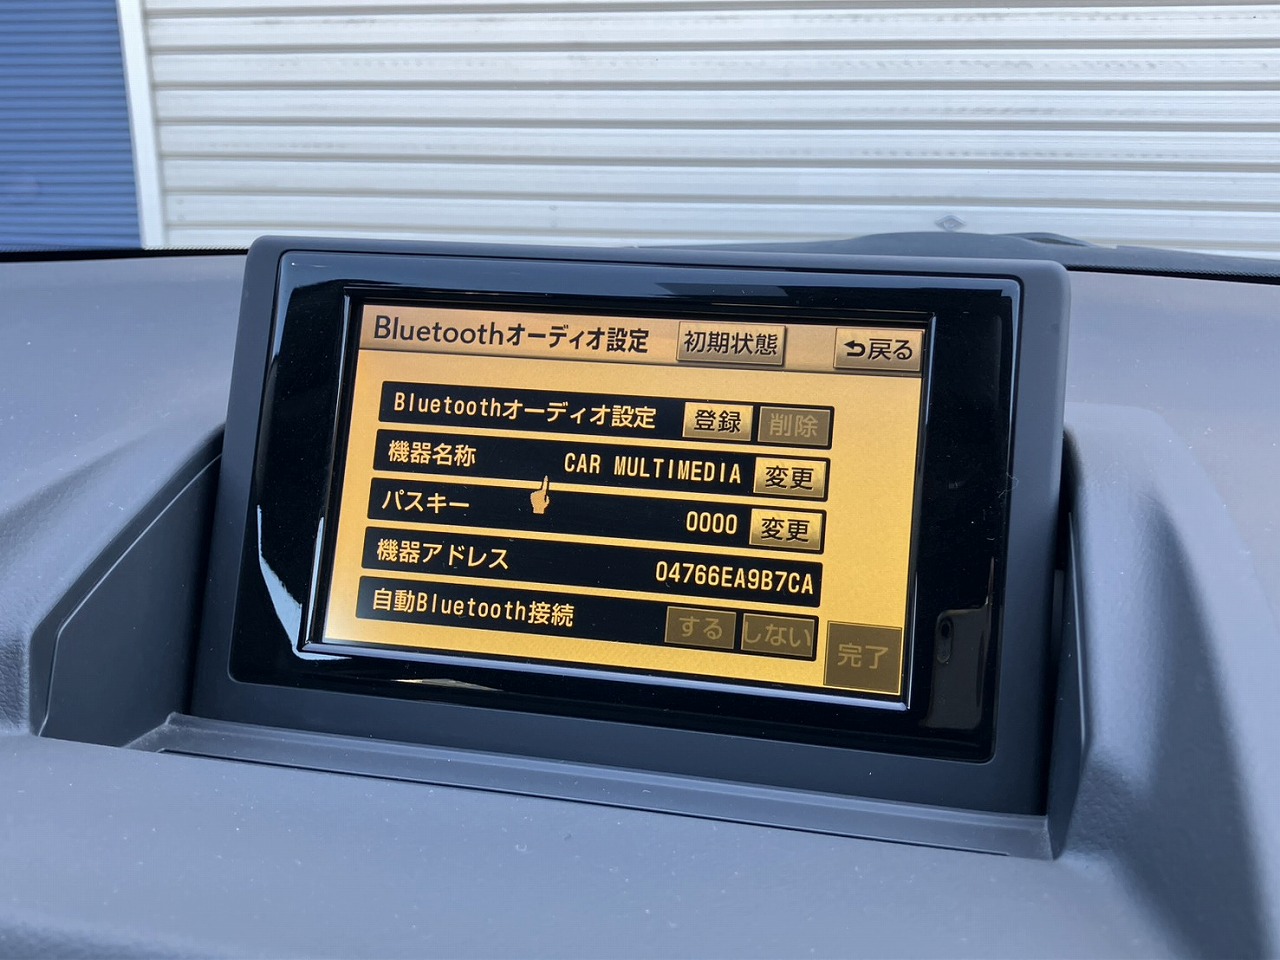 Bluetoothオーディオ設定 初期状態 戻る
Bluetoothオーディオ設定 登録 削除
機器名称 CAR MULTIMEDIA 変更
パスキー 0000 変更
機器アドレス 04766EA9B7CA
自動Bluetooth接続 する しない
完了